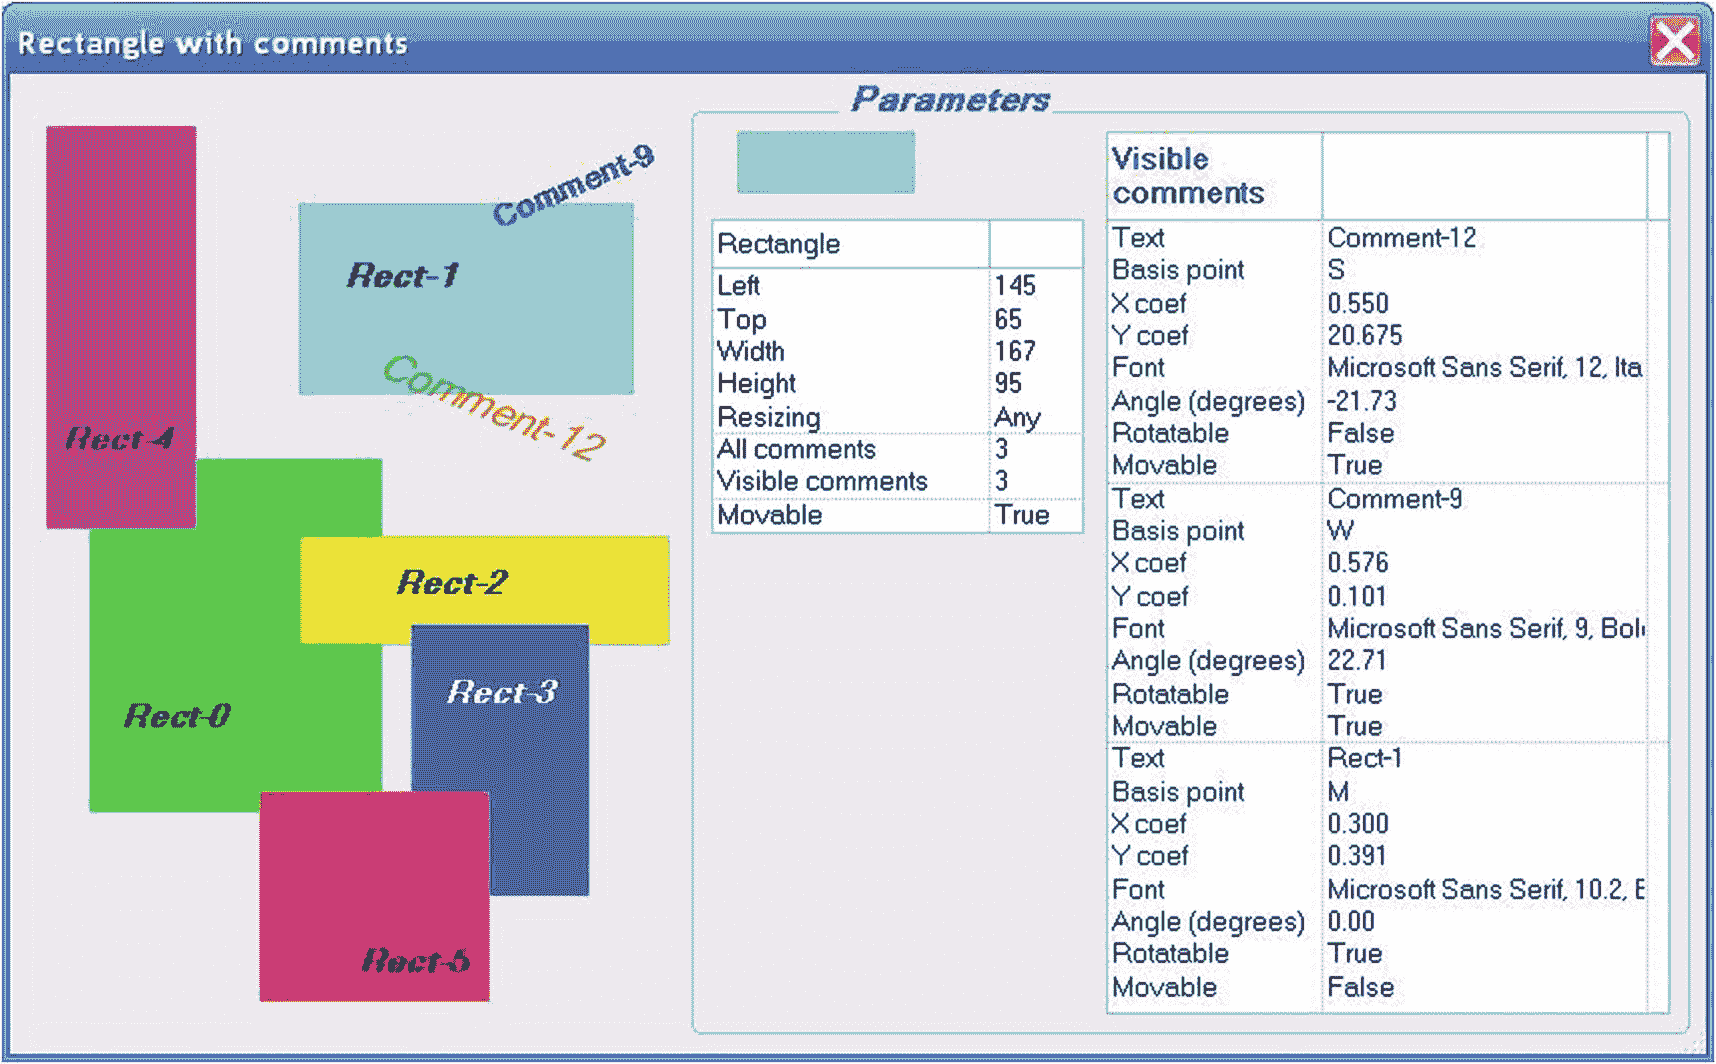 Rectangle with comments
Parameters
Comment-9
Rect-1
Comment-12
Rect-4
Rect-2
Rect-3
Rect-0
Rect-5
Rectangle
Left 145
Top 65
Width 167
Height 95
Resizing Any
All comments 3
Visible comments 3
Movable True
Visible
comments
Text Comment-12
Basis point S
X coef 0.550
Y coef 20.675
Font Microsoft Sans Serif, 12, Ita
Angle (degrees) -21.73
Rotatable False
Movable True
Text Comment-9
Basis point W
X coef 0.576
Y coef 0.101
Font Microsoft Sans Serif, 9, Bol
Angle (degrees) 22.71
Rotatable True
Movable True
Text Rect-1
Basis point M
X coef 0.300
Y coef 0.391
Font Microsoft Sans Serif, 10.2, E
Angle (degrees) 0.00
Rotatable True
Movable False